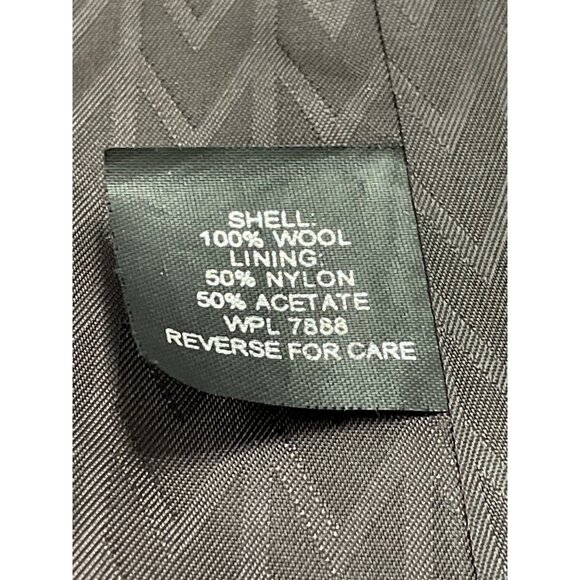 SHELL:
100% WOOL
LINING:
50% NYLON
50% ACETATE
WPL 7888
REVERSE FOR CARE